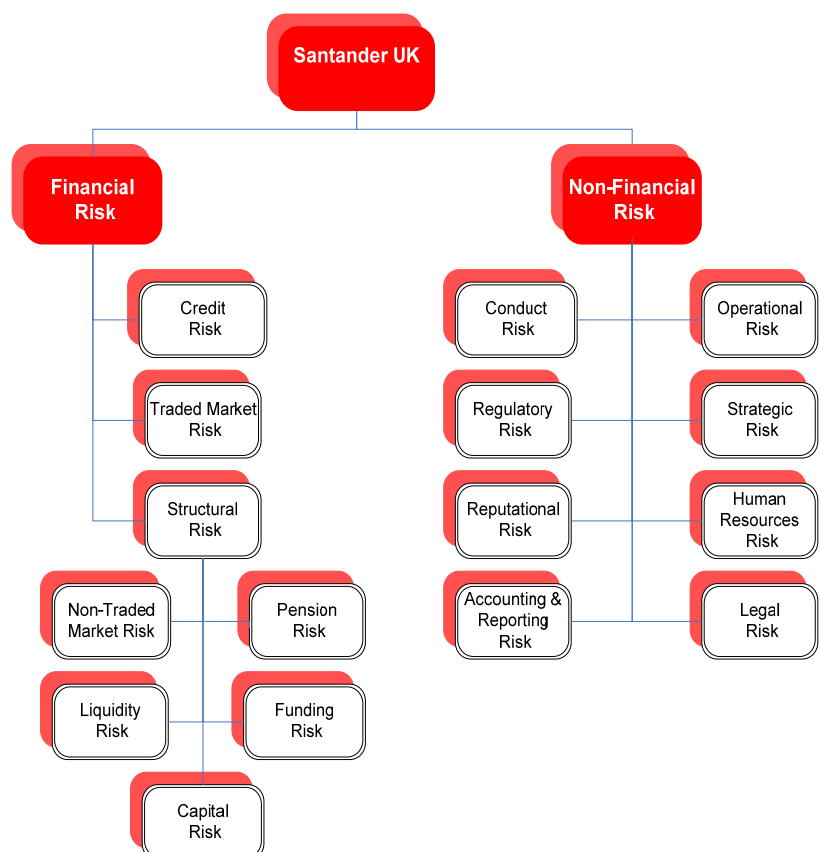 Santander UK
Financial
Risk
Non-Financial
Risk
Credit
Risk
Conduct
Risk
Operational
Risk
Traded Market
Risk
Regulatory
Risk
Strategic
Risk
Structural
Risk
Reputational
Risk
Human
Resources
Risk
Non-Traded
Market Risk
Pension
Risk
Accounting &
Reporting
Risk
Legal
Risk
Liquidity
Risk
Funding
Risk
Capital
Risk